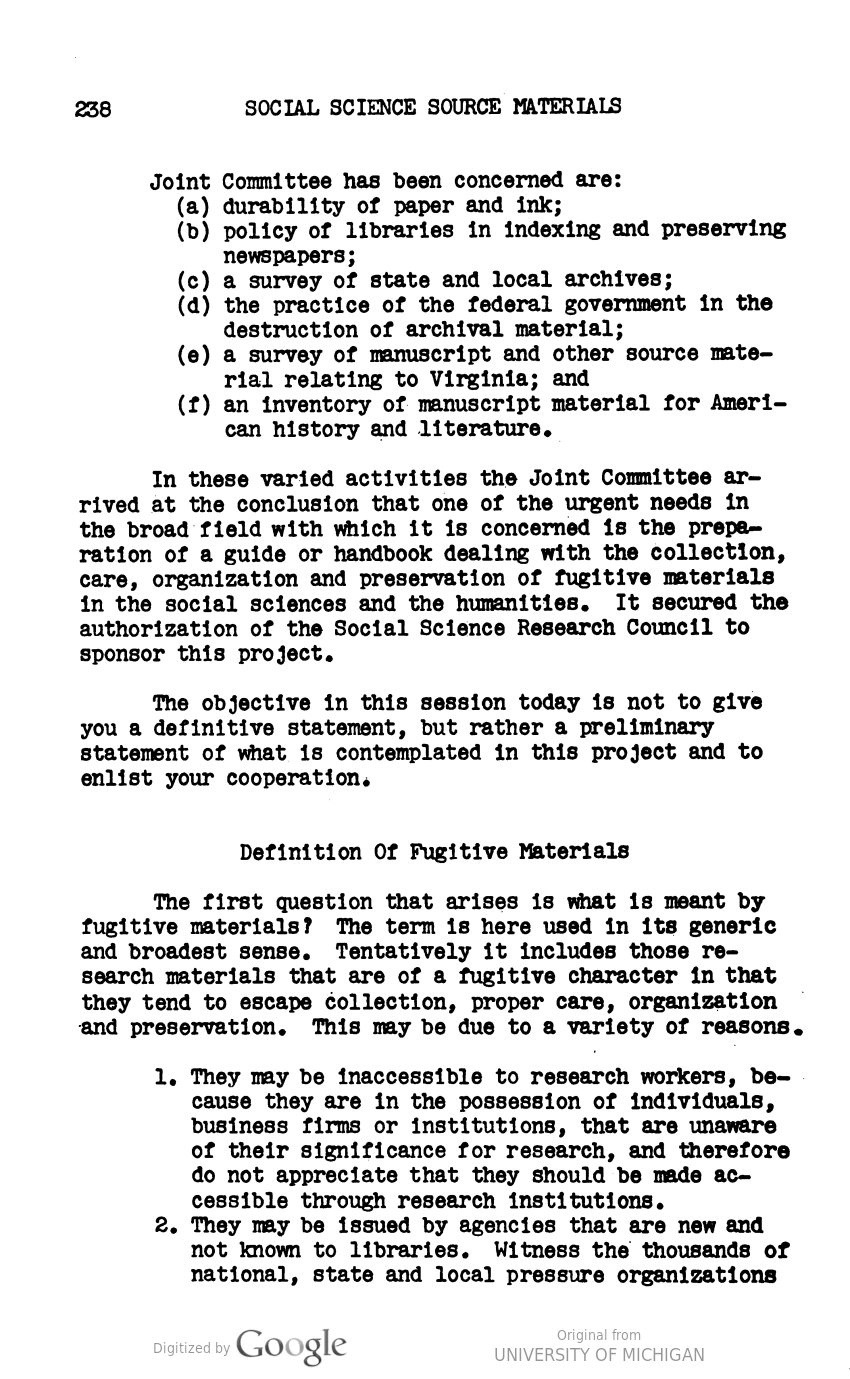 238 SOCIAL SCIENCE SOURCE MATERIALS
Joint Committee has been concerned are:
(a) durability of paper and ink;
(b) policy of libraries in indexing and preserving
newspapers;
(c) a survey of state and local archives;
(d) the practice of the federal government in the
destruction of archival material;
(e) a survey of manuscript and other source mate-
rial relating to Virginia; and
(f) an inventory of manuscript material for Ameri-
can history and literature.
In these varied activities the Joint Committee ar-
rived at the conclusion that one of the urgent needs in
the broad field with which it is concerned is the prepa-
ration of a guide or handbook dealing with the collection,
care, organization and preservation of fugitive materials
in the social sciences and the humanities. It secured the
authorization of the Social Science Research Council to
sponsor this project.
The objective in this session today is not to give
you a definitive statement, but rather a preliminary
statement of what is contemplated in this project and to
enlist your cooperation.
Definition Of Fugitive Materials
The first question that arises is what is meant by
fugitive materials? The term is here used in its generic
and broadest sense. Tentatively it includes those re-
search materials that are of a fugitive character in that
they tend to escape collection, proper care, organization
and preservation. This may be due to a variety of reasons.
1. They may be inaccessible to research workers, be-
cause they are in the possession of individuals,
business firms or institutions, that are unaware
of their significance for research, and therefore
do not appreciate that they should be made ac-
cessible through research institutions.
2. They may be issued by agencies that are new and
not known to libraries. Witness the thousands of
national, state and local pressure organizations
Digitized by Google
Original from
UNIVERSITY OF MICHIGAN